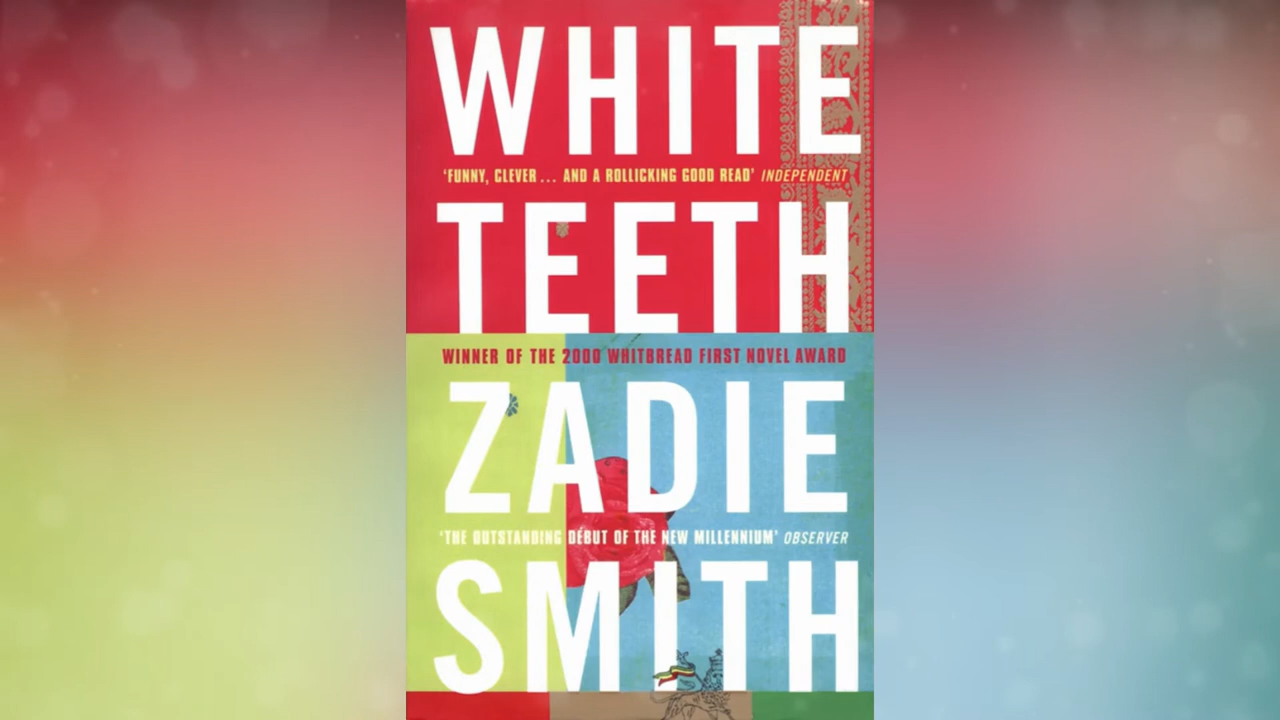 WHITE
'FUNNY, CLEVER ... AND A ROLLICKING GOOD READ' INDEPENDENT
TEETH
WINNER OF THE 2000 WHITBREAD FIRST NOVEL AWARD
ZADIE
'THE OUTSTANDING DÉBUT OF THE NEW MILLENNIUM' OBSERVER
SMITH